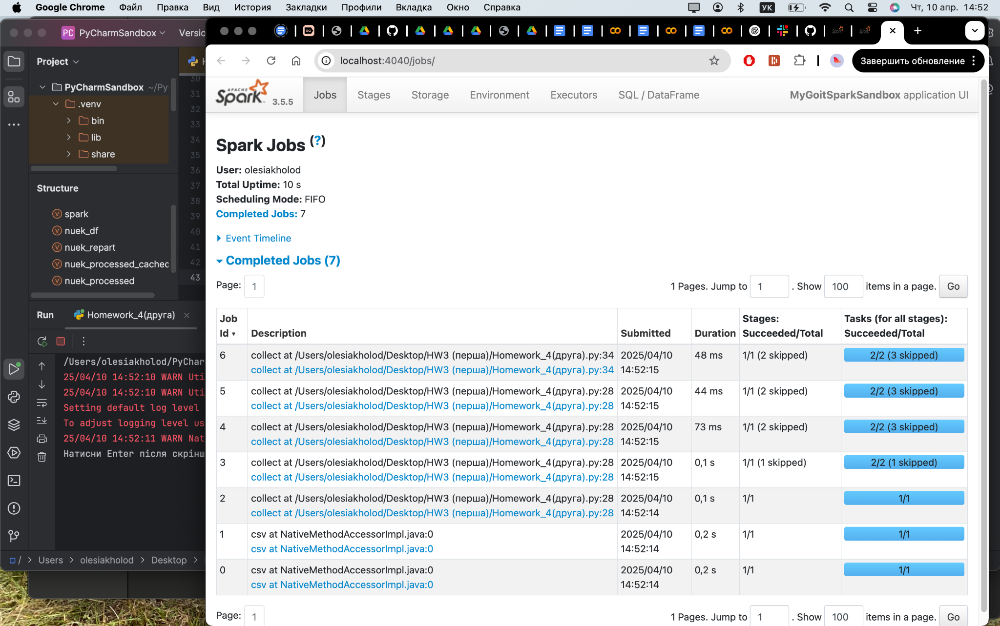 Google Chrome Файл Правка Вид История Закладки Профили Вкладка Окно Справка УК Чт, 10 апр. 14:52
PC PyCharmSandbox
localhost:4040/jobs/
Завершить обновление
Project
PyCharmSandbox ~/Py
.venv
bin
lib
share
Structure
spark
nuek_df
nuek_repart
nuek_processed_cached
nuek_processed
30
31
32
33
34
35
36
37
38
39
40
41
42
43
Run Homework_4(друга)
/Users/olesiakholod/PyChar
25/04/10 14:52:10 WARN Uti
25/04/10 14:52:10 WARN Uti
Setting default log level
To adjust logging level us
25/04/10 14:52:11 WARN Nat
Натисни Enter після скрінш
/ > Users > olesiakholod > Desktop >
APACHE Spark 3.5.5 Jobs Stages Storage Environment Executors SQL / DataFrame MyGoitSparkSandbox application UI
Spark Jobs (?)
User: olesiakholod
Total Uptime: 10 s
Scheduling Mode: FIFO
Completed Jobs: 7
Event Timeline
Completed Jobs (7)
Page: 1 1 Pages. Jump to 1 . Show 100 items in a page. Go
Job Id ▾ Description Submitted Duration Stages: Succeeded/Total Tasks (for all stages): Succeeded/Total
6 collect at /Users/olesiakholod/Desktop/HW3 (перша)/Homework_4(друга).py:34 2025/04/10 48 ms 1/1 (2 skipped) 2/2 (3 skipped)
collect at /Users/olesiakholod/Desktop/HW3 (перша)/Homework_4(друга).py:34 14:52:15
5 collect at /Users/olesiakholod/Desktop/HW3 (перша)/Homework_4(друга).py:28 2025/04/10 44 ms 1/1 (2 skipped) 2/2 (3 skipped)
collect at /Users/olesiakholod/Desktop/HW3 (перша)/Homework_4(друга).py:28 14:52:15
4 collect at /Users/olesiakholod/Desktop/HW3 (перша)/Homework_4(друга).py:28 2025/04/10 73 ms 1/1 (2 skipped) 2/2 (3 skipped)
collect at /Users/olesiakholod/Desktop/HW3 (перша)/Homework_4(друга).py:28 14:52:15
3 collect at /Users/olesiakholod/Desktop/HW3 (перша)/Homework_4(друга).py:28 2025/04/10 0,1 s 1/1 (1 skipped) 2/2 (1 skipped)
collect at /Users/olesiakholod/Desktop/HW3 (перша)/Homework_4(друга).py:28 14:52:15
2 collect at /Users/olesiakholod/Desktop/HW3 (перша)/Homework_4(друга).py:28 2025/04/10 0,1 s 1/1 1/1
collect at /Users/olesiakholod/Desktop/HW3 (перша)/Homework_4(друга).py:28 14:52:14
1 csv at NativeMethodAccessorImpl.java:0 2025/04/10 0,2 s 1/1 1/1
csv at NativeMethodAccessorImpl.java:0 14:52:14
0 csv at NativeMethodAccessorImpl.java:0 2025/04/10 0,2 s 1/1 1/1
csv at NativeMethodAccessorImpl.java:0 14:52:14
Page: 1 1 Pages. Jump to 1 . Show 100 items in a page. Go